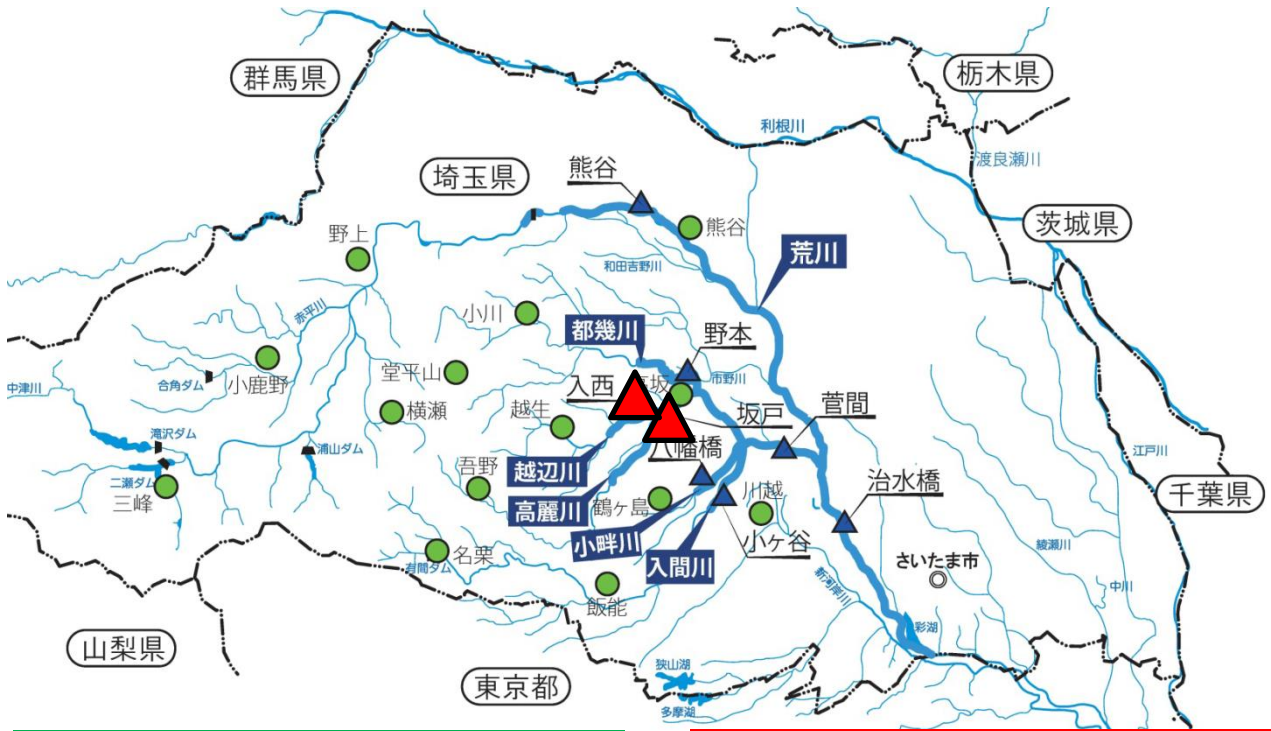 群馬県
栃木県
利根川
渡良瀬川
熊谷
埼玉県
茨城県
野上
熊谷
荒川
和田吉野川
赤平川
小川
都幾川
野本
堂平山
市野川
小鹿野
合角ダム
中津川
入西
坂戸
菅間
横瀬
越生
八幡橋
滝沢ダム
浦山ダム
江戸川
越辺川
吾野
二瀬ダム
三峰
治水橋
千葉県
高麗川
鶴ヶ島
川越
小畔川
小ヶ谷
綾瀬川
名栗
有間ダム
入間川
さいたま市
新河岸川
中川
飯能
彩湖
山梨県
狭山湖
東京都
多摩湖